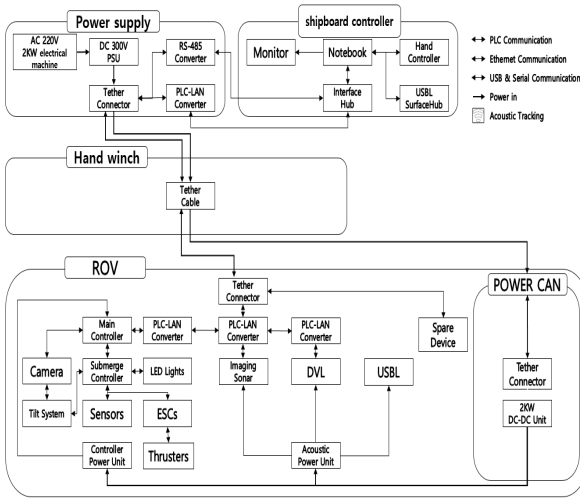 Power supply
AC 220V
2KW electrical
machine
DC 300V
PSU
RS-485
Converter
Tether
Connector
PLC-LAN
Converter
shipboard controller
Monitor
Notebook
Hand
Controller
Interface
Hub
USBL
SurfaceHub
PLC Communication
Ethernet Communication
USB & Serial Communication
Power in
Acoustic Tracking
Hand winch
Tether
Cable
ROV
Tether
Connector
Main
Controller
PLC-LAN
Converter
PLC-LAN
Converter
PLC-LAN
Converter
Spare
Device
Camera
Submerge
Controller
LED Lights
Imaging
Sonar
DVL
USBL
Tilt System
Sensors
ESCs
Thrusters
Controller
Power Unit
Acoustic
Power Unit
POWER CAN
Tether
Connector
2KW
DC-DC Unit